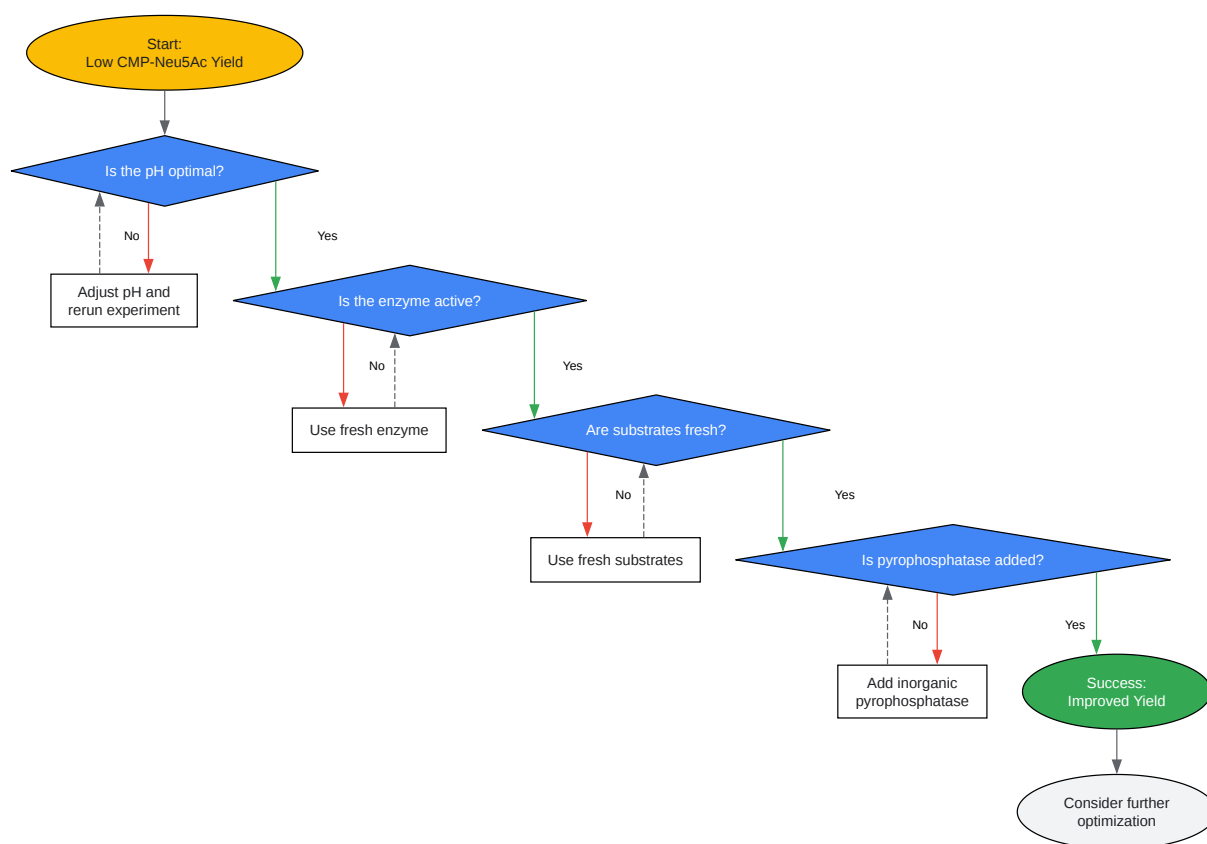 Start:
Low CMP-Neu5Ac Yield
Is the pH optimal?
No
Yes
Adjust pH and
rerun experiment
Is the enzyme active?
No
Yes
Use fresh enzyme
Are substrates fresh?
No
Yes
Use fresh substrates
Is pyrophosphatase added?
No
Yes
Add inorganic
pyrophosphatase
Success:
Improved Yield
Consider further
optimization